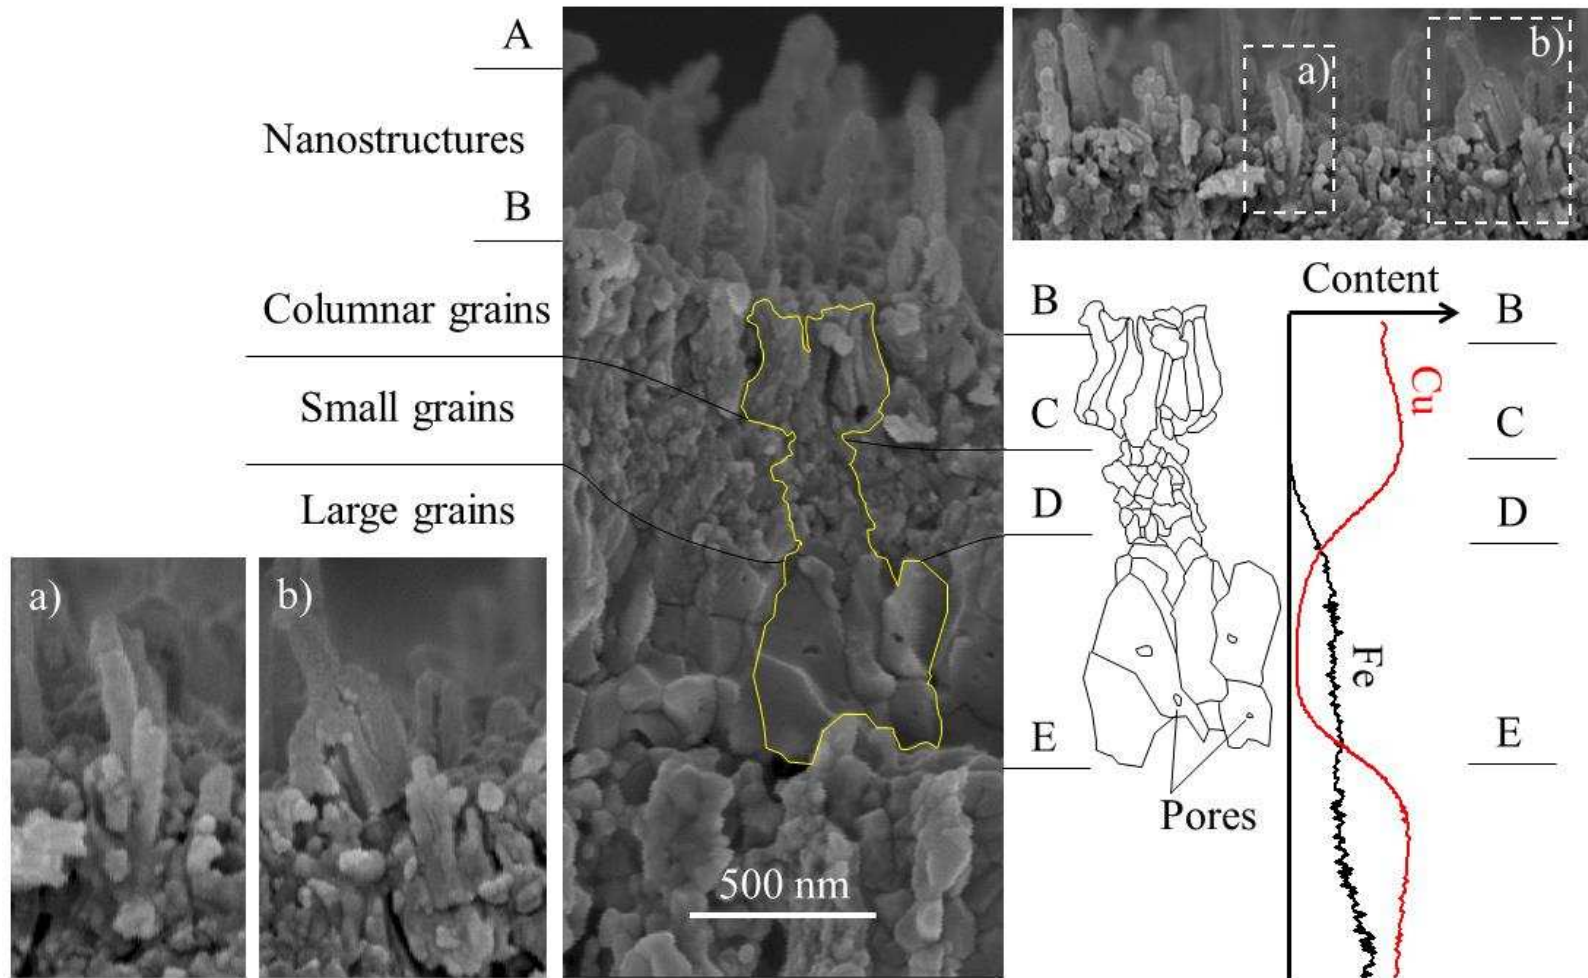 A
Nanostructures
B
Columnar grains
Small grains
Large grains
a)
b)
500 nm
a)
b)
B
C
D
E
Pores
Content
Cu
Fe
B
C
D
E